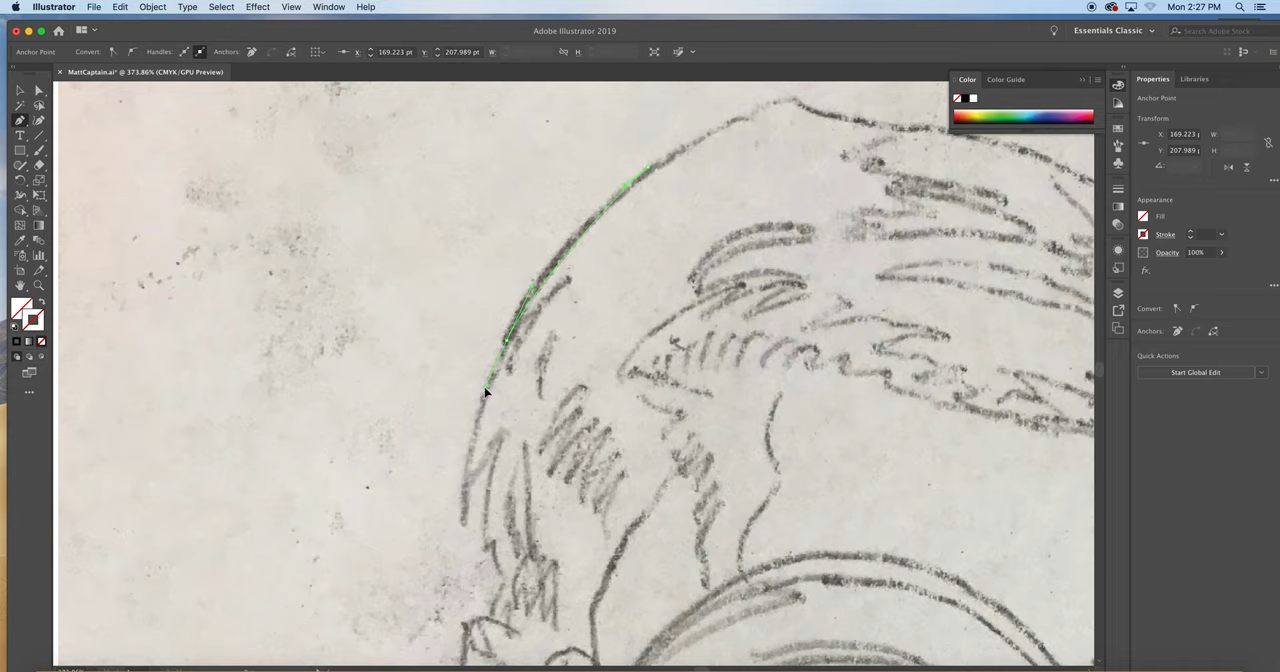 Illustrator File Edit Object Type Select Effect View Window Help Mon 2:27 PM
Adobe Illustrator 2019 Essentials Classic Search Adobe Stock
Anchor Point Convert: Handles: Anchors: X: 169.223 pt Y: 207.989 pt W: H:
× MattCaptain.ai* @ 373.86% (CMYK/GPU Preview)
Color Color Guide
Properties Libraries
Anchor Point
Transform
X: 169.223 W:
Y: 207.989 pt H:
Appearance
Fill
Stroke
Opacity 100%
fx.
Convert:
Anchors:
Quick Actions
Start Global Edit